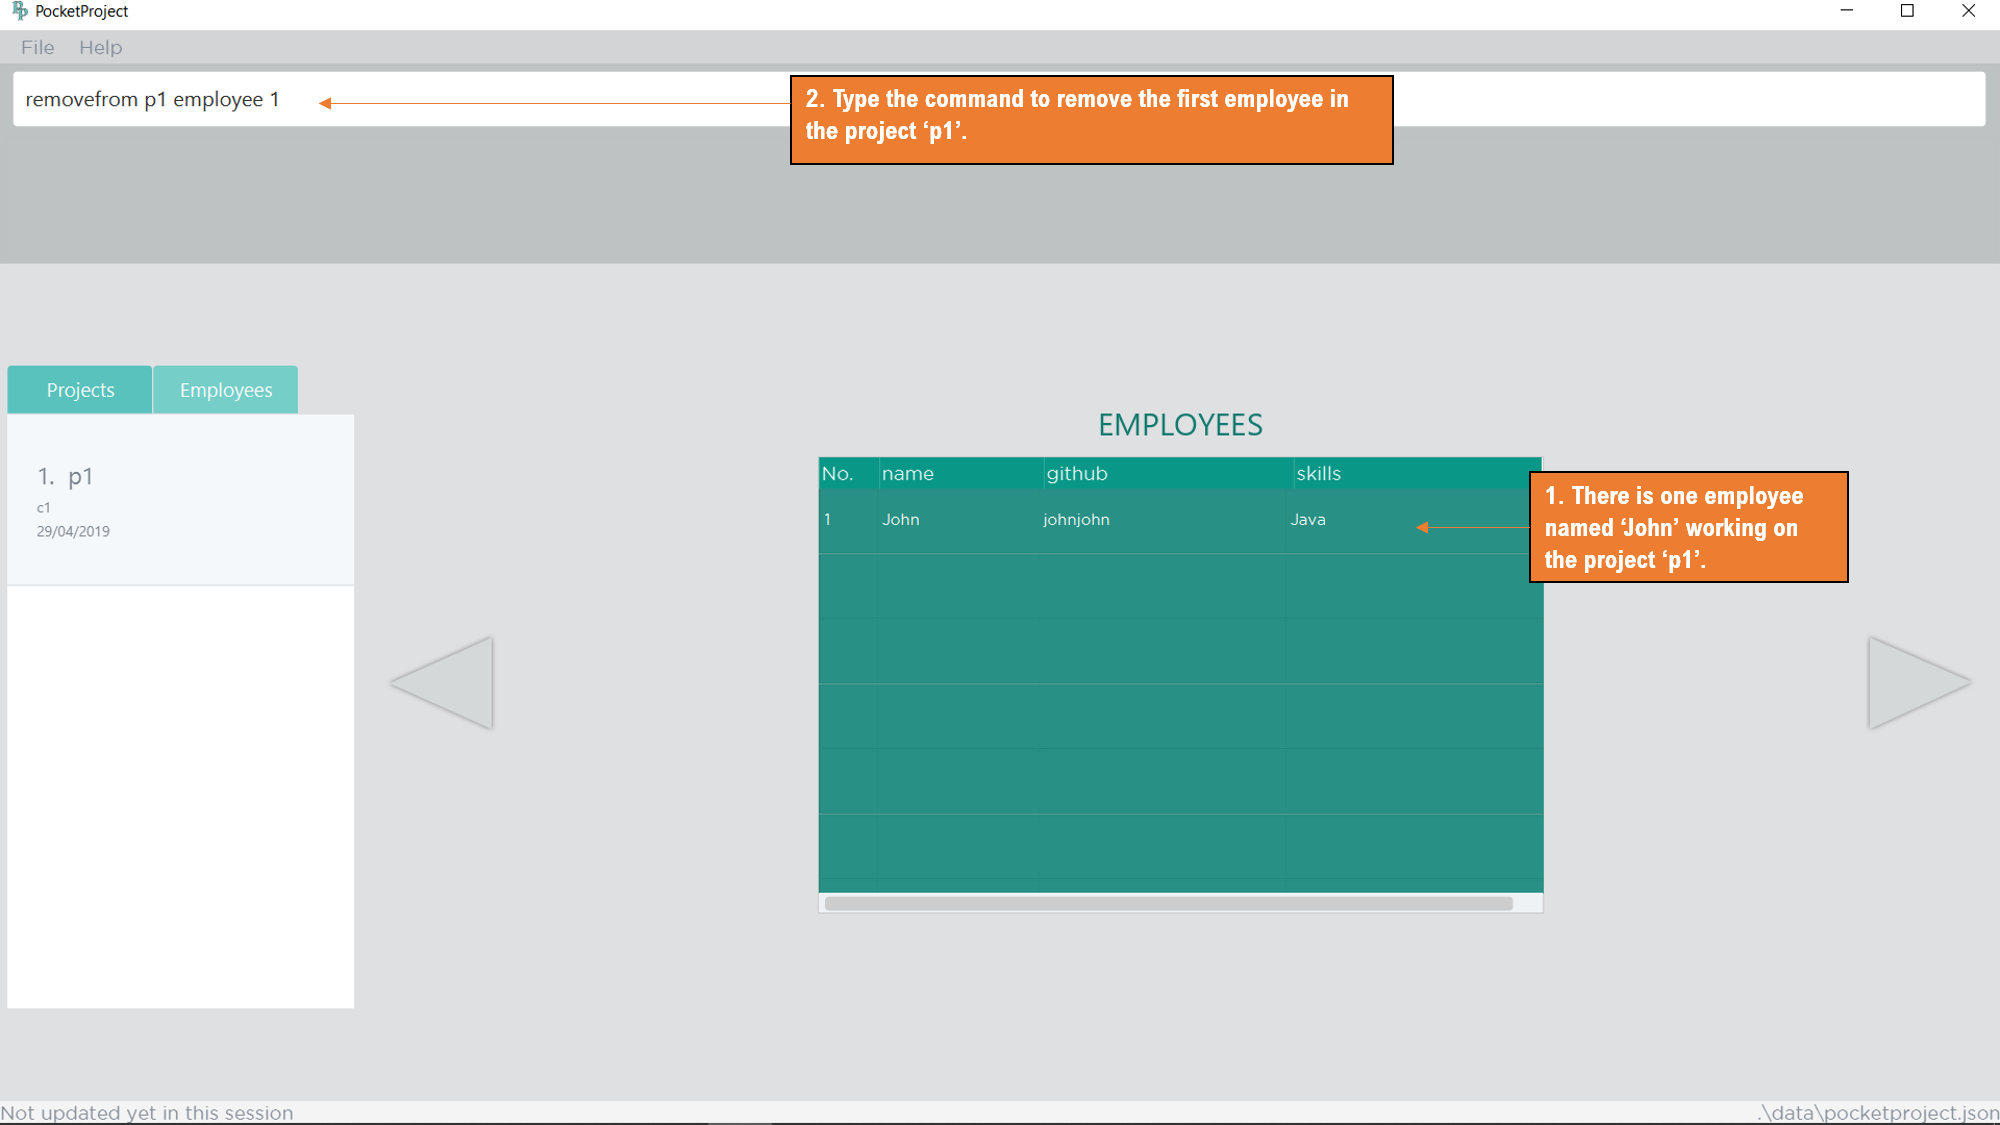 PocketProject
File Help
removefrom p1 employee 1
2. Type the command to remove the first employee in
the project ‘p1’.
Projects Employees
1. p1
c1
29/04/2019
EMPLOYEES
No. name github skills
1 John johnjohn Java
1. There is one employee
named ‘John’ working on
the project ‘p1’.
Not updated yet in this session
.\data\pocketproject.json